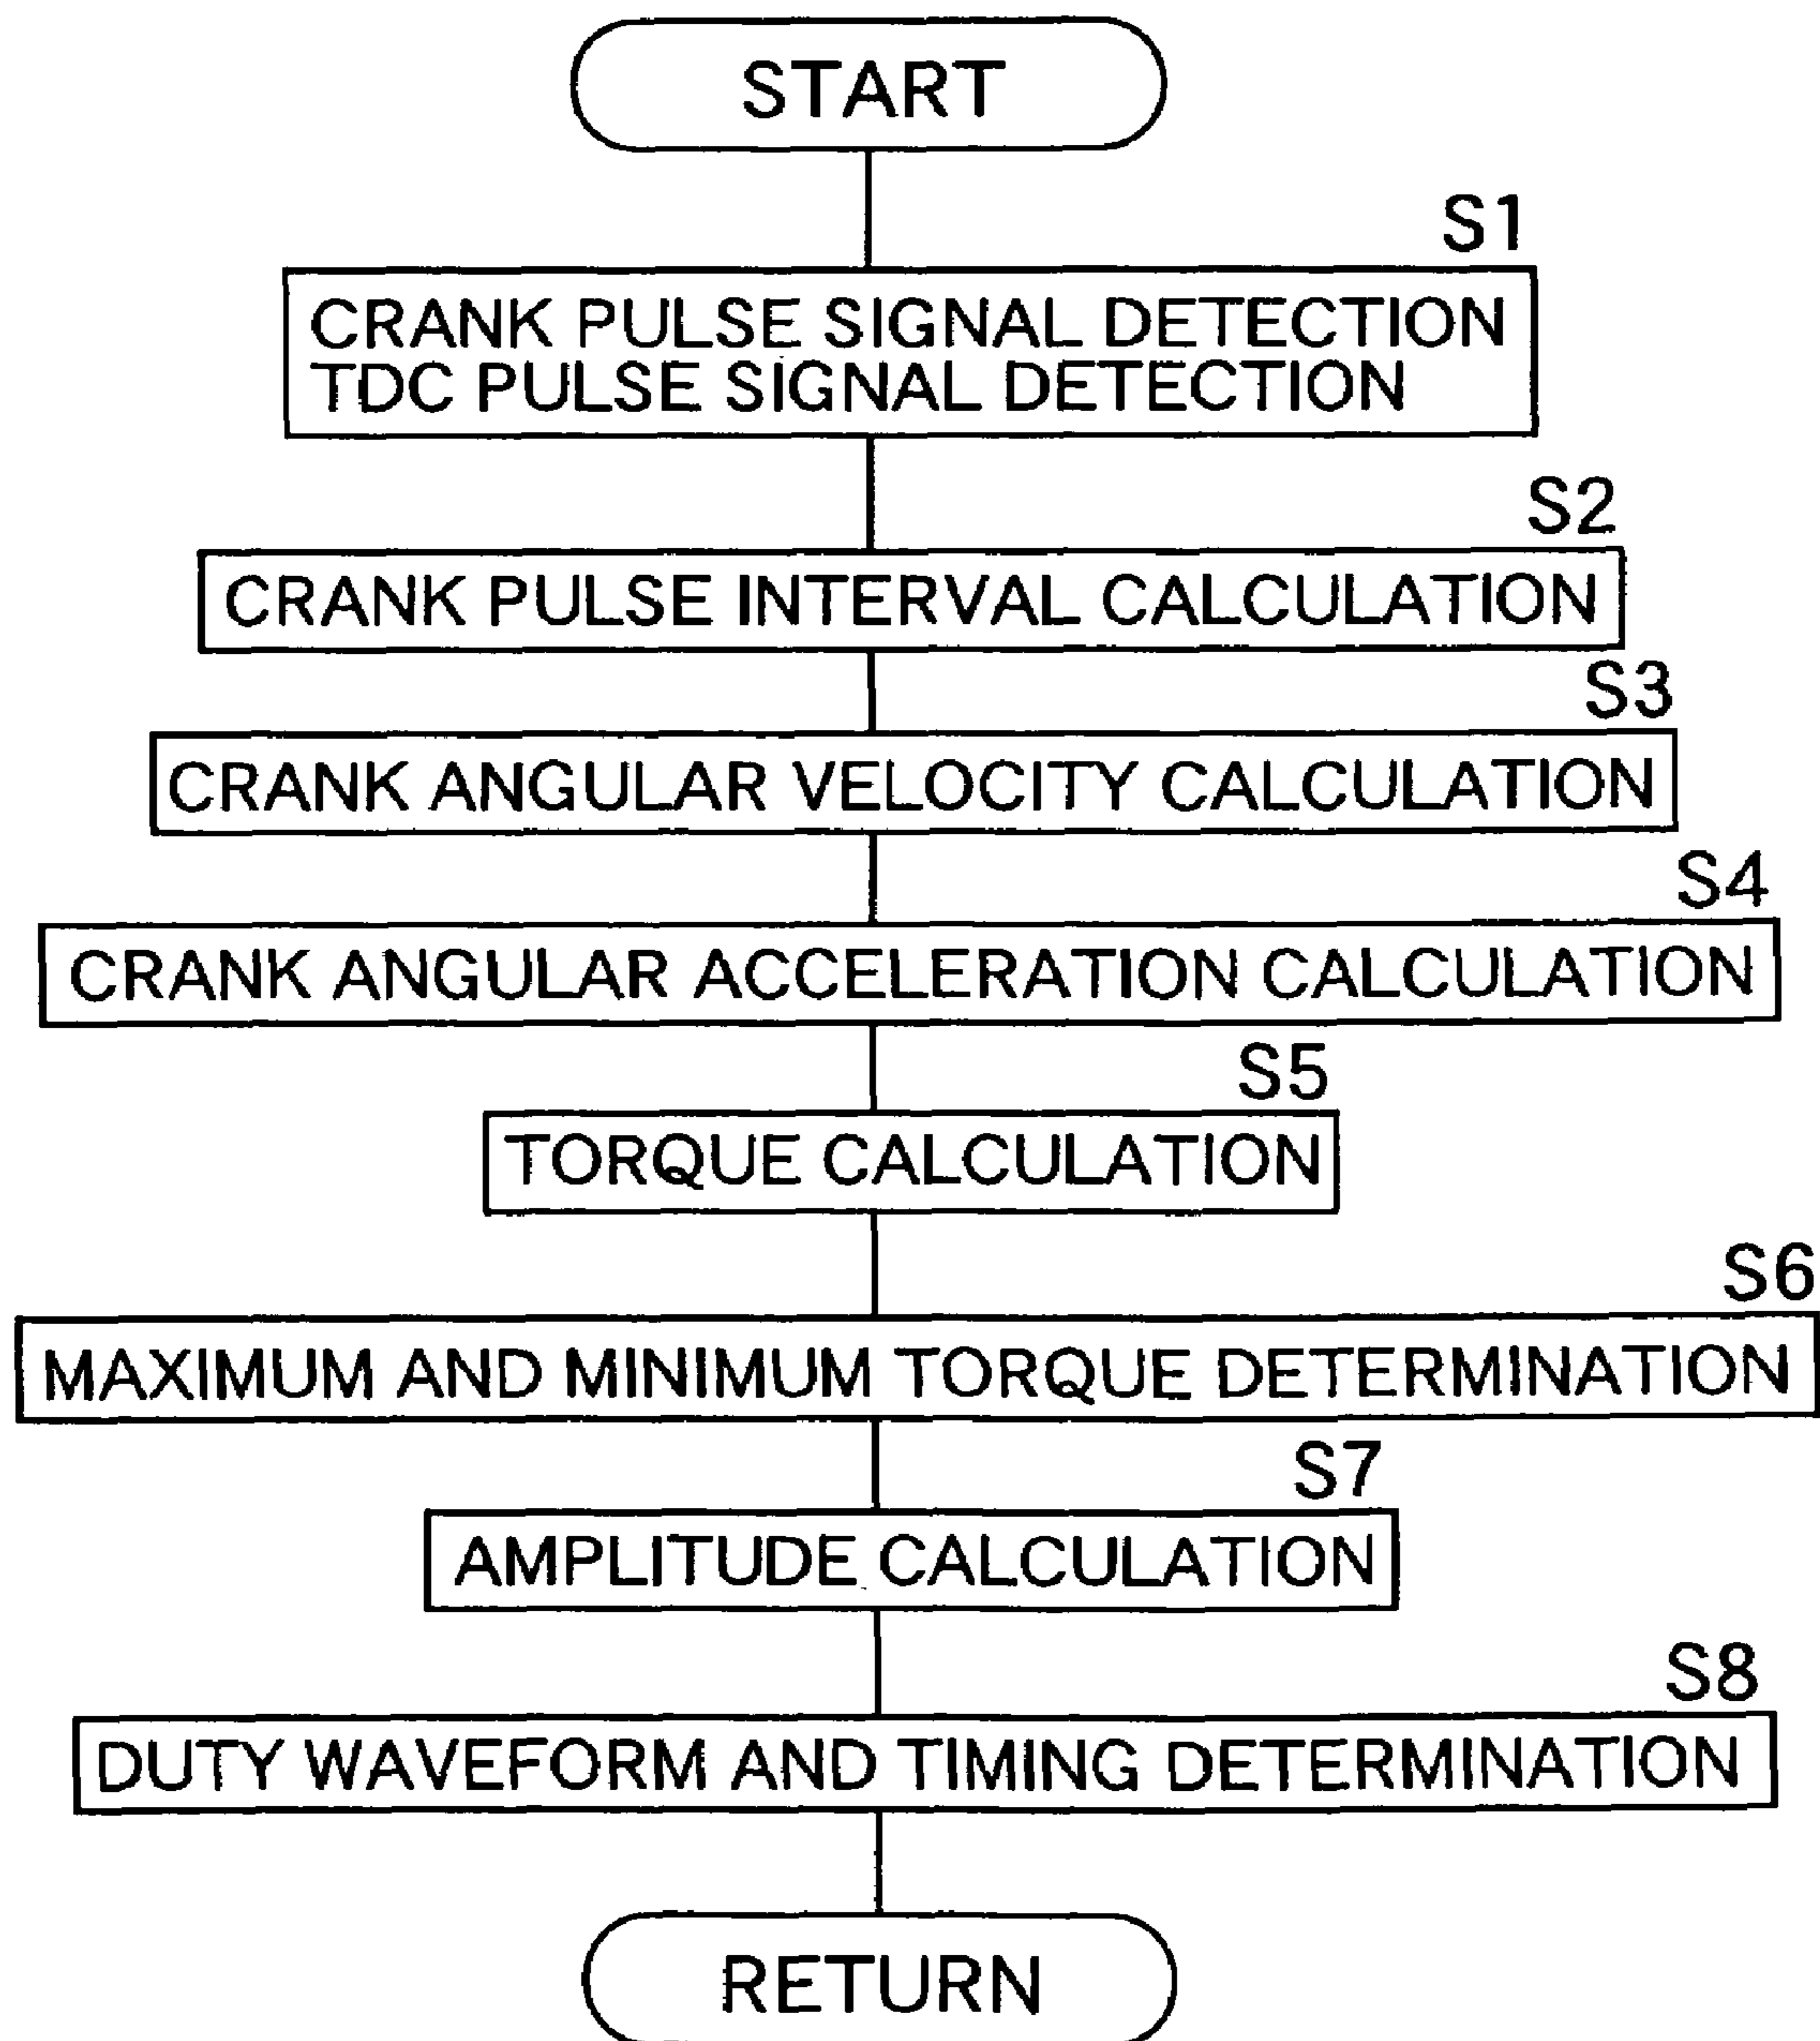 START
S1
CRANK PULSE SIGNAL DETECTION
TDC PULSE SIGNAL DETECTION
S2
CRANK PULSE INTERVAL CALCULATION
S3
CRANK ANGULAR VELOCITY CALCULATION
S4
CRANK ANGULAR ACCELERATION CALCULATION
S5
TORQUE CALCULATION
S6
MAXIMUM AND MINIMUM TORQUE DETERMINATION
S7
AMPLITUDE CALCULATION
S8
DUTY WAVEFORM AND TIMING DETERMINATION
RETURN